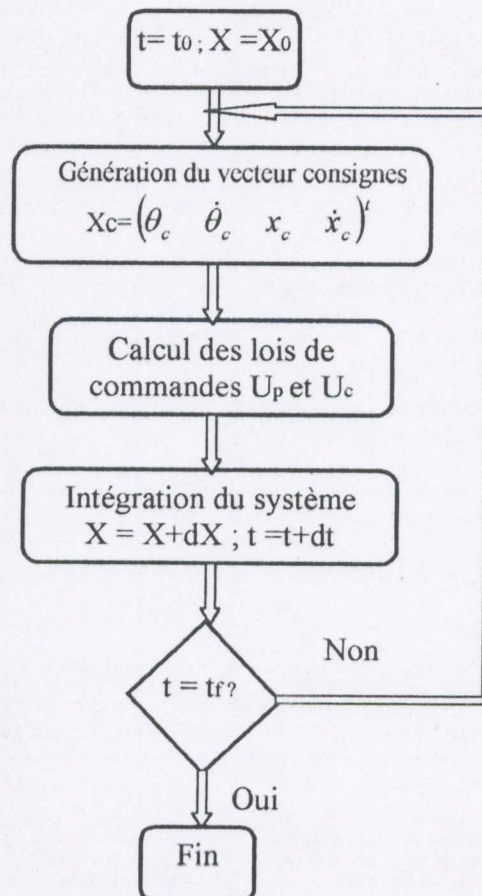 t= t0 ; X =X0
Génération du vecteur consignes
Xc=(θc θ̇c xc ẋc)ᵗ
Calcul des lois de
commandes Up et Uc
Intégration du système
X = X+dX ; t =t+dt
t = tf?
Non
Oui
Fin